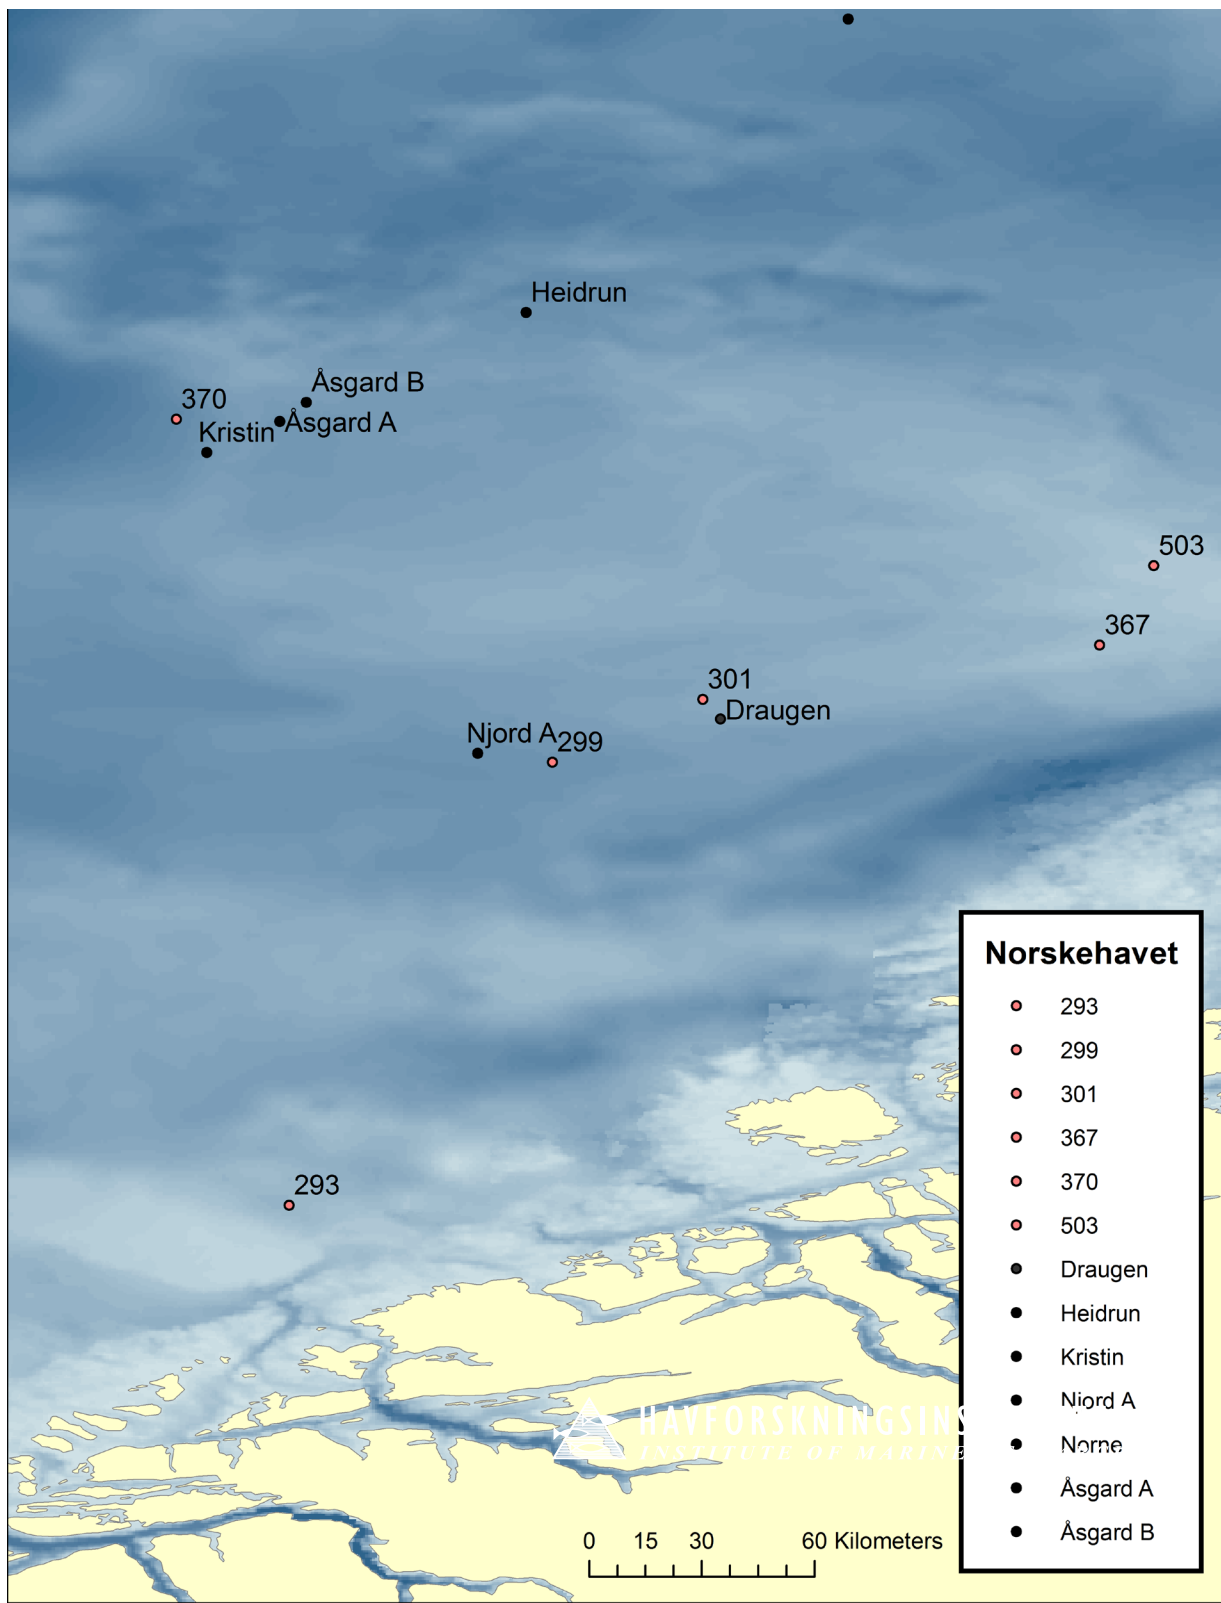 Heidrun
Åsgard B
370
Åsgard A
Kristin
503
367
301
Draugen
Njord A
299
293
Norskehavet
293
299
301
367
370
503
Draugen
Heidrun
Kristin
Njord A
Norne
Åsgard A
Åsgard B
HAVFORSKNINGSINS
INSTITUTE OF MARINE
0 15 30 60 Kilometers